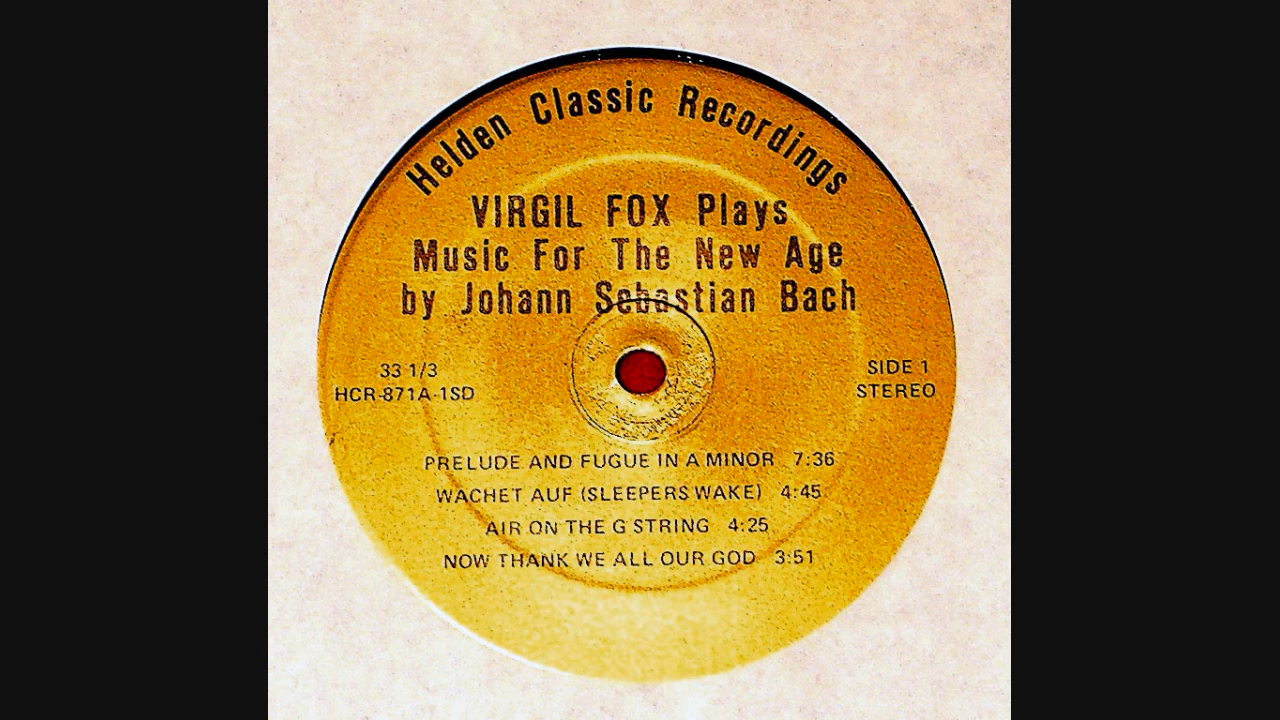 Helden Classic Recordings
VIRGIL FOX Plays
Music For The New Age
by Johann Sebastian Bach
33 1/3
HCR-871A-1SD
SIDE 1
STEREO
PRELUDE AND FUGUE IN A MINOR 7:36
WACHET AUF (SLEEPERS WAKE) 4:45
AIR ON THE G STRING 4:25
NOW THANK WE ALL OUR GOD 3:51